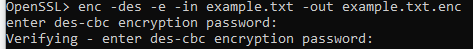 OpenSSL> enc -des -e -in example.txt -out example.txt.enc
enter des-cbc encryption password:
Verifying - enter des-cbc encryption password: